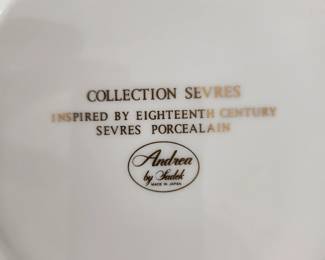 COLLECTION SEVRES
INSPIRED BY EIGHTEENTH CENTURY
SEVRES PORCEALAIN
Andrea
by Sadek
MADE IN JAPAN